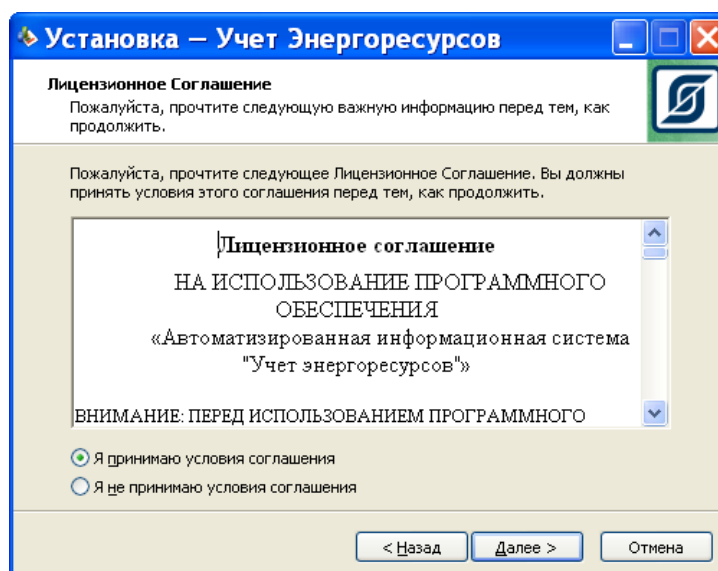 Установка — Учет Энергоресурсов
Лицензионное Соглашение
Пожалуйста, прочтите следующую важную информацию перед тем, как
продолжить.
Пожалуйста, прочтите следующее Лицензионное Соглашение. Вы должны
принять условия этого соглашения перед тем, как продолжить.
Лицензионное соглашение
НА ИСПОЛЬЗОВАНИЕ ПРОГРАММНОГО
ОБЕСПЕЧЕНИЯ
«Автоматизированная информационная система
"Учет энергоресурсов"»
ВНИМАНИЕ: ПЕРЕД ИСПОЛЬЗОВАНИЕМ ПРОГРАММНОГО
Я принимаю условия соглашения
Я не принимаю условия соглашения
< Назад Далее > Отмена